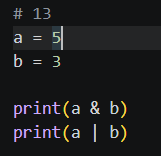 # 13
a = 5
b = 3
print(a & b)
print(a | b)